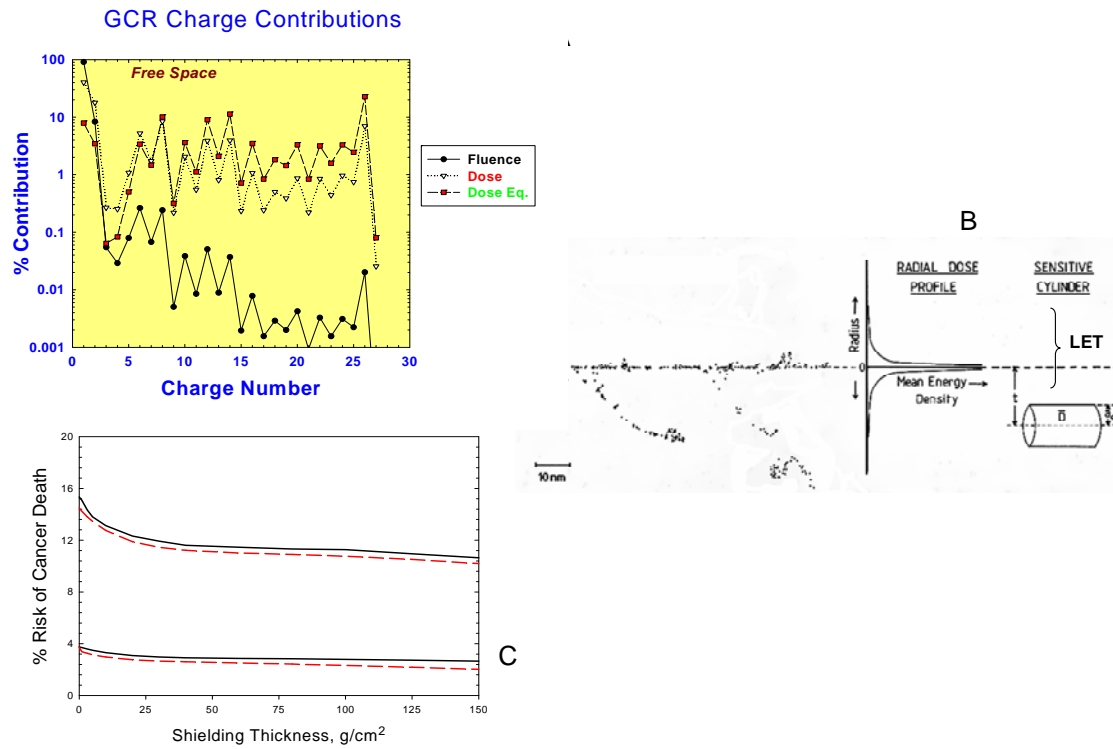 GCR Charge Contributions
Free Space
% Contribution
100
10
1
0.1
0.01
0.001
0 5 10 15 20 25 30
Charge Number
Fluence
Dose
Dose Eq.
B
RADIAL DOSE
PROFILE
SENSITIVE
CYLINDER
Radius
0
LET
Mean Energy
Density
t
n̄
10 nm
% Risk of Cancer Death
20
16
12
8
4
0
0 25 50 75 100 125 150
Shielding Thickness, g/cm²
C